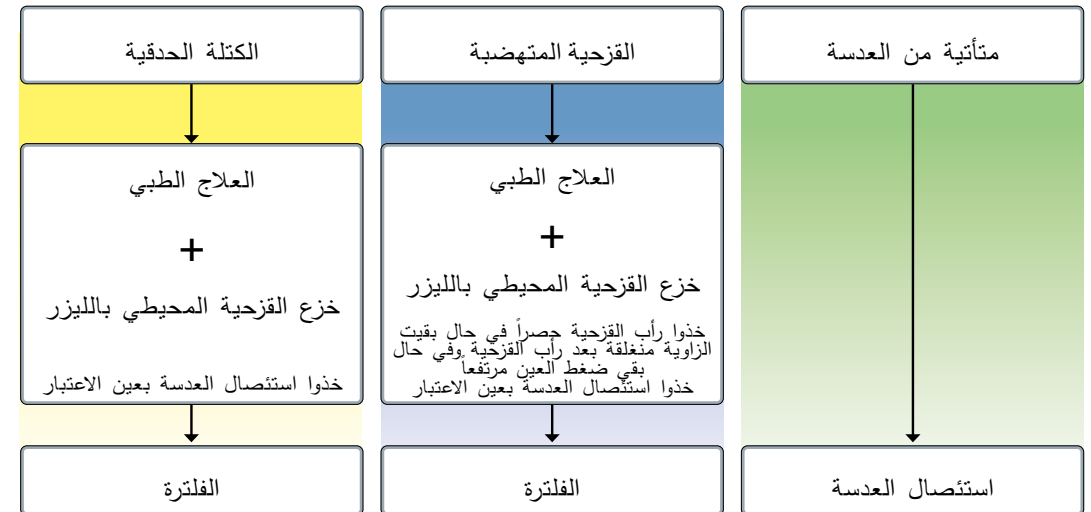 متأتية من العدسة
استئصال العدسة
القزحية المتهضبة
العلاج الطبي
+
خزع القزحية المحيطي بالليزر
خذوا رأب القزحية حصراً في حال بقيت
الزاوية منغلقة بعد رأب القزحية وفي حال
بقي ضغط العين مرتفعاً
خذوا استئصال العدسة بعين الاعتبار
الفلترة
الكتلة الحدقية
العلاج الطبي
+
خزع القزحية المحيطي بالليزر
خذوا استئصال العدسة بعين الاعتبار
الفلترة